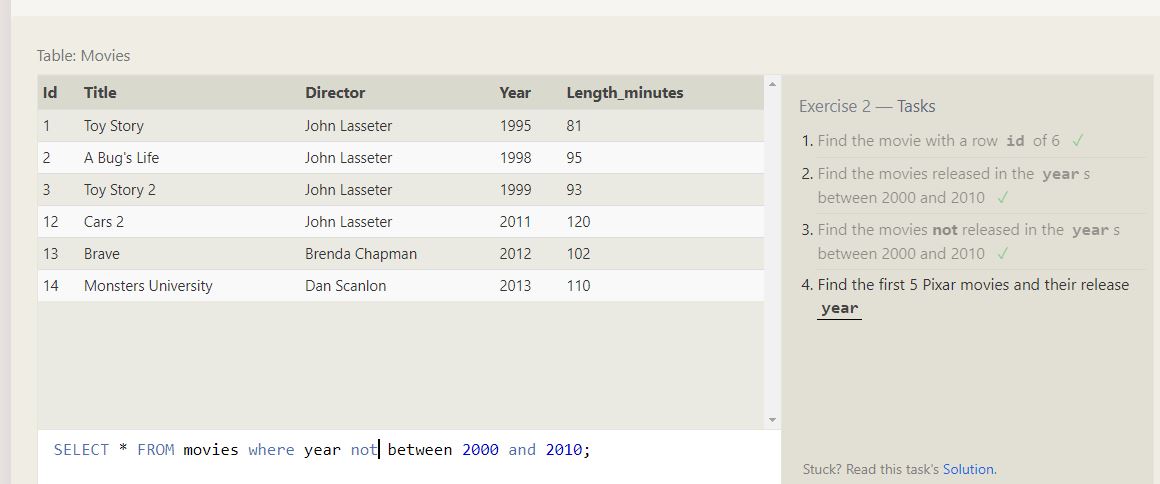 Table: Movies
Id Title Director Year Length_minutes
1 Toy Story John Lasseter 1995 81
2 A Bug's Life John Lasseter 1998 95
3 Toy Story 2 John Lasseter 1999 93
12 Cars 2 John Lasseter 2011 120
13 Brave Brenda Chapman 2012 102
14 Monsters University Dan Scanlon 2013 110
SELECT * FROM movies where year not between 2000 and 2010;
Exercise 2 — Tasks
1. Find the movie with a row id of 6 ✓
2. Find the movies released in the year s
between 2000 and 2010 ✓
3. Find the movies not released in the year s
between 2000 and 2010 ✓
4. Find the first 5 Pixar movies and their release
year
Stuck? Read this task's Solution.